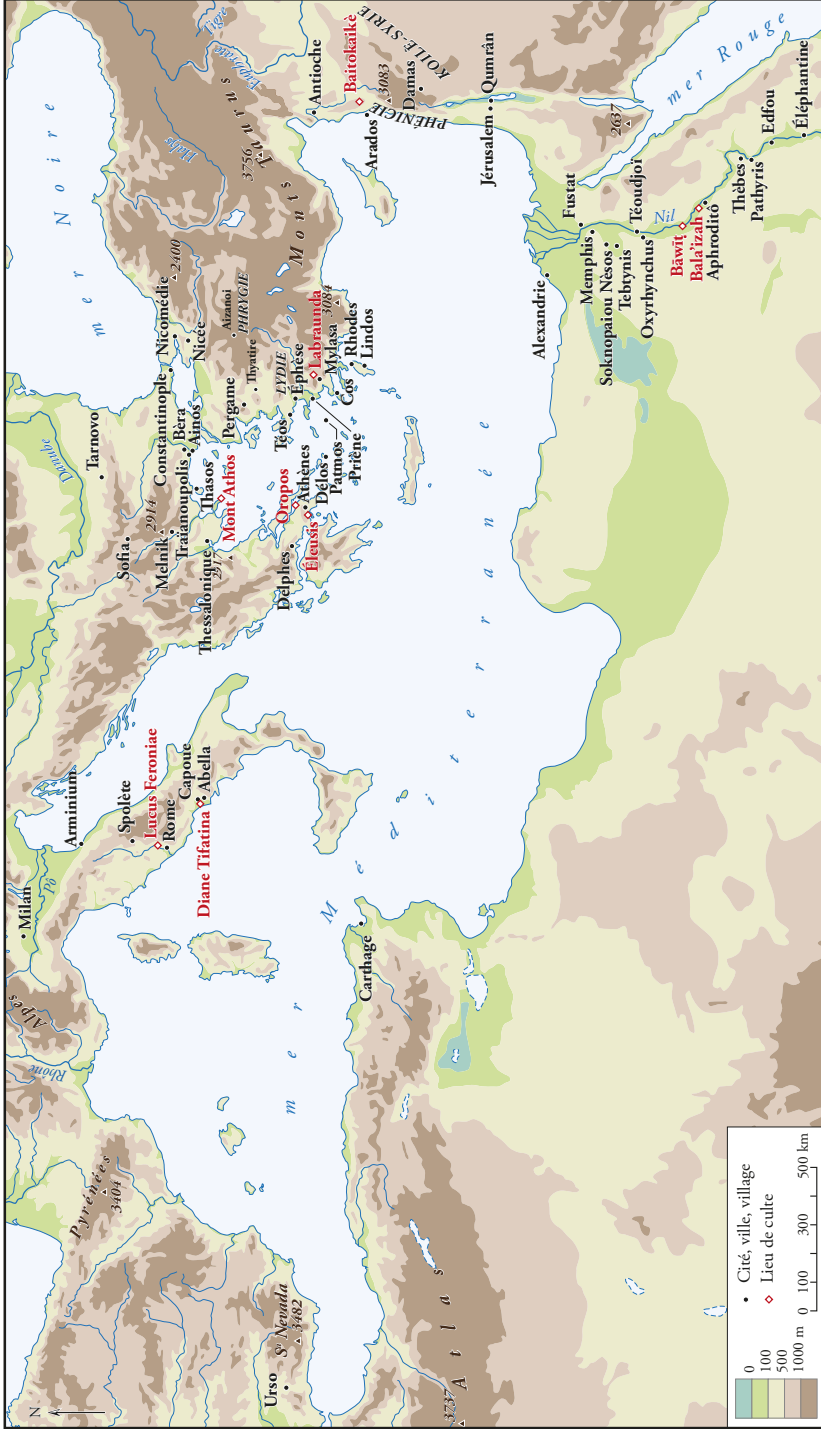 N
Urso
Sª Nevada
3482
Pyrénées
3404
Rhône
Alpes
Milan
Pô
Arminium
Spolète
Lucus Feroniae
Rome
Capoue
Abella
Diane Tifatina
Carthage
3737
Atlas
mer
Méditerranée
Danube
Tarnovo
Sofia
2914
Melnik
Constantinople
Nicomédie
Bèra
Traïanoupolis
Aïnos
Nicée
2400
mer Noire
Halys
Thessalonique
2917
Thasos
Mont Athos
Pergame
Aizanoi
PHRYGIE
Thyatire
LYDIE
Téos
Éphèse
Oropos
Athènes
Delphes
Éleusis
Délos
Patmos
Priène
Labraunda
Mylasa
3084
Cos
Rhodes
Lindos
Monts Taurus
3756
Tigre
Euphrate
Antioche
Baitokaikè
Arados
PHÉNICIE
3083
Damas
KOILÈ-SYRIE
Jérusalem
Qumrân
2637
mer Rouge
Alexandrie
Fustat
Memphis
Soknopaiou Nèsos
Tebtynis
Téoudjoï
Oxyrhynchus
Nil
Bāwīṭ
Bala'izah
Aphroditô
Thèbes
Pathyris
Edfou
Éléphantine
0
100
500
1000 m
Cité, ville, village
Lieu de culte
0 100 300 500 km